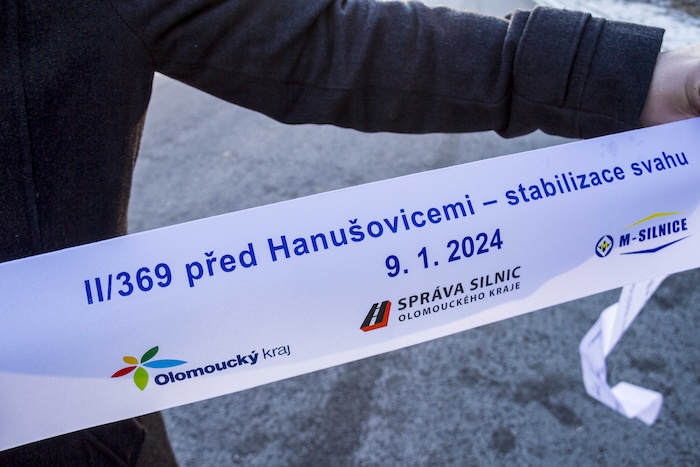 II/369 před Hanušovicemi – stabilizace svahu
9. 1. 2024
Olomoucký kraj
SPRÁVA SILNIC
OLOMOUCKÉHO KRAJE
M-SILNICE